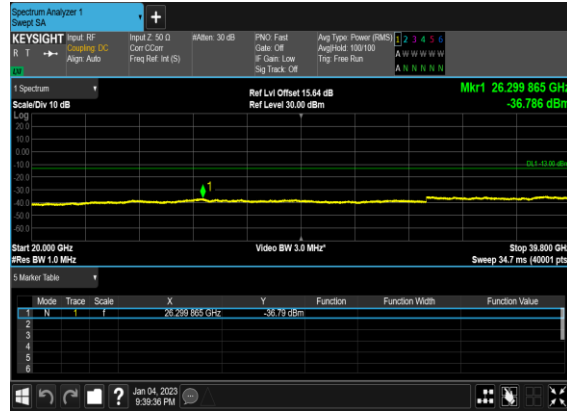 Spectrum Analyzer 1
Swept SA
+
KEYSIGHT Input: RF Input Z: 50 Ω #Atten: 30 dB PNO: Fast Avg Type: Power (RMS) 1 2 3 4 5 6
R T Coupling: DC Corr CCorr Gate: Off Avg|Hold: 100/100 A W W W W W
Align: Auto Freq Ref: Int (S) IF Gain: Low Trig: Free Run
Sig Track: Off A N N N N N
1 Spectrum Ref Lvl Offset 15.64 dB Mkr1 26.299 865 GHz
Scale/Div 10 dB Ref Level 30.00 dBm -36.786 dBm
Log
20.0
10.0
0.00
-10.0 DL1 -13.00 dBm
-20.0
-30.0 1
-40.0
-50.0
-60.0
Start 20.000 GHz Video BW 3.0 MHz* Stop 39.800 GHz
#Res BW 1.0 MHz Sweep 34.7 ms (40001 pts)
5 Marker Table
Mode Trace Scale X Y Function Function Width Function Value
1 N 1 f 26.299 865 GHz -36.79 dBm
2
3
4
5
6
? Jan 04, 2023
9:39:36 PM